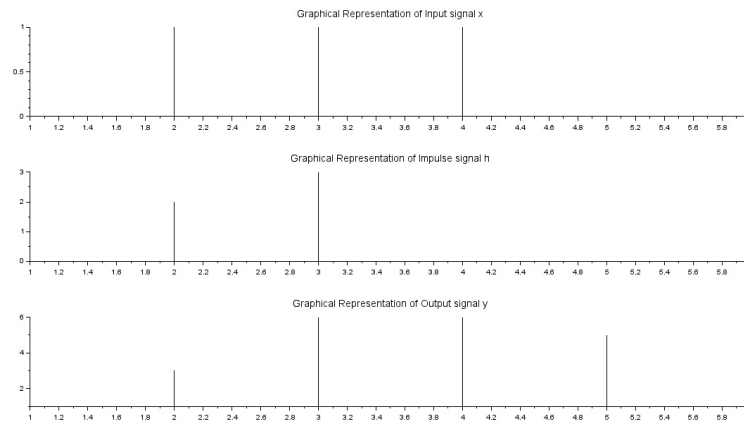 Graphical Representation of Input signal x
1
0.5
0
1 1.2 1.4 1.6 1.8 2 2.2 2.4 2.6 2.8 3 3.2 3.4 3.6 3.8 4 4.2 4.4 4.6 4.8 5 5.2 5.4 5.6 5.8
Graphical Representation of Impulse signal h
3
2
1
0
1 1.2 1.4 1.6 1.8 2 2.2 2.4 2.6 2.8 3 3.2 3.4 3.6 3.8 4 4.2 4.4 4.6 4.8 5 5.2 5.4 5.6 5.8
Graphical Representation of Output signal y
6
4
2
1 1.2 1.4 1.6 1.8 2 2.2 2.4 2.6 2.8 3 3.2 3.4 3.6 3.8 4 4.2 4.4 4.6 4.8 5 5.2 5.4 5.6 5.8